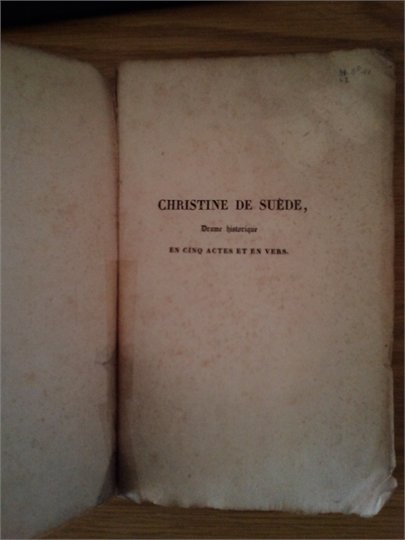 CHRISTINE DE SUÈDE,
Drame historique
EN CINQ ACTES ET EN VERS.